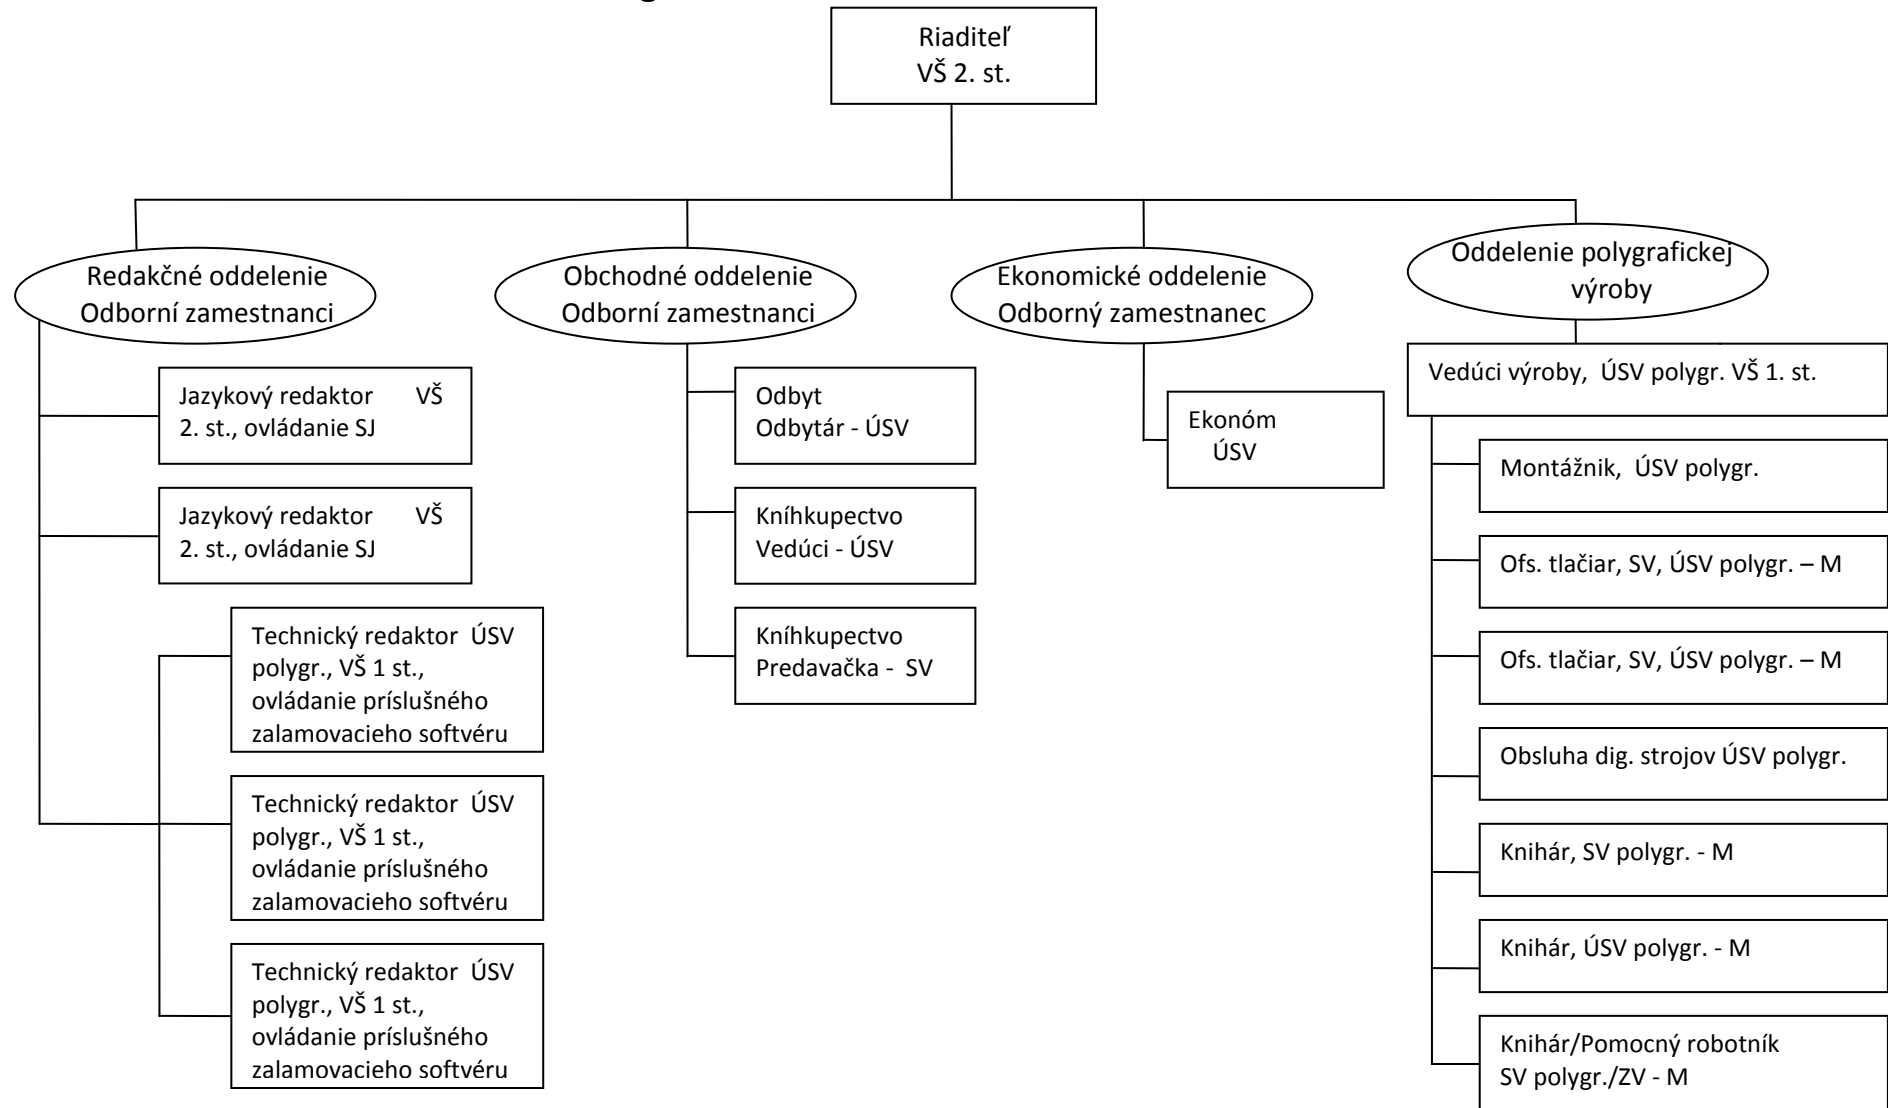 Riaditeľ
VŠ 2. st.
Redakčné oddelenie
Odborní zamestnanci
Obchodné oddelenie
Odborní zamestnanci
Ekonomické oddelenie
Odborný zamestnanec
Oddelenie polygrafickej
výroby
Jazykový redaktor VŠ
2. st., ovládanie SJ
Jazykový redaktor VŠ
2. st., ovládanie SJ
Technický redaktor ÚSV
polygr., VŠ 1 st.,
ovládanie príslušného
zalamovacieho softvéru
Technický redaktor ÚSV
polygr., VŠ 1 st.,
ovládanie príslušného
zalamovacieho softvéru
Technický redaktor ÚSV
polygr., VŠ 1 st.,
ovládanie príslušného
zalamovacieho softvéru
Odbyt
Odbytár - ÚSV
Kníhkupectvo
Vedúci - ÚSV
Kníhkupectvo
Predavačka - SV
Ekonóm
ÚSV
Vedúci výroby, ÚSV polygr. VŠ 1. st.
Montážnik, ÚSV polygr.
Ofs. tlačiar, SV, ÚSV polygr. – M
Ofs. tlačiar, SV, ÚSV polygr. – M
Obsluha dig. strojov ÚSV polygr.
Knihár, SV polygr. - M
Knihár, ÚSV polygr. - M
Knihár/Pomocný robotník
SV polygr./ZV - M